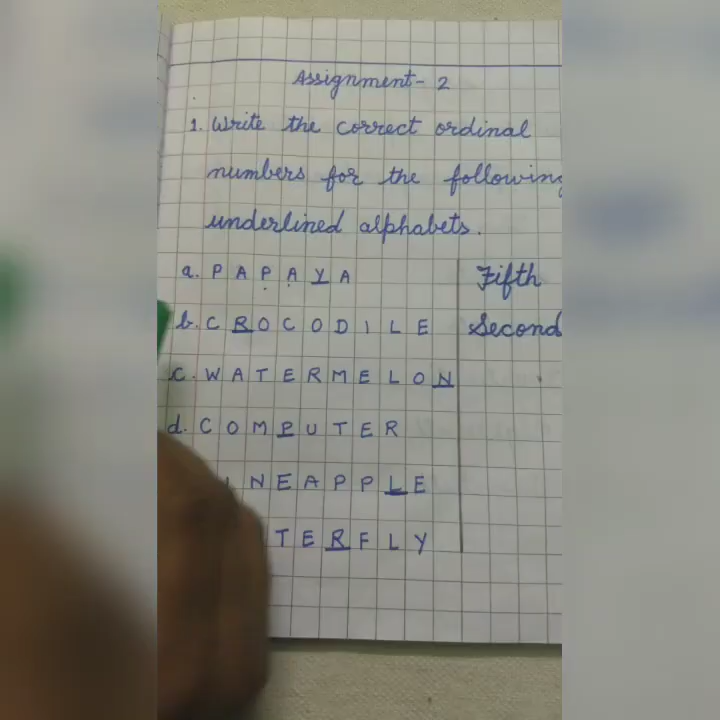 Assignment - 2
1. Write the correct ordinal
numbers for the following
underlined alphabets.
a. P A P A Y A Fifth
b. C R O C O D I L E Second
c. W A T E R M E L O N
d. C O M P U T E R
N E A P P L E
T E R F L Y